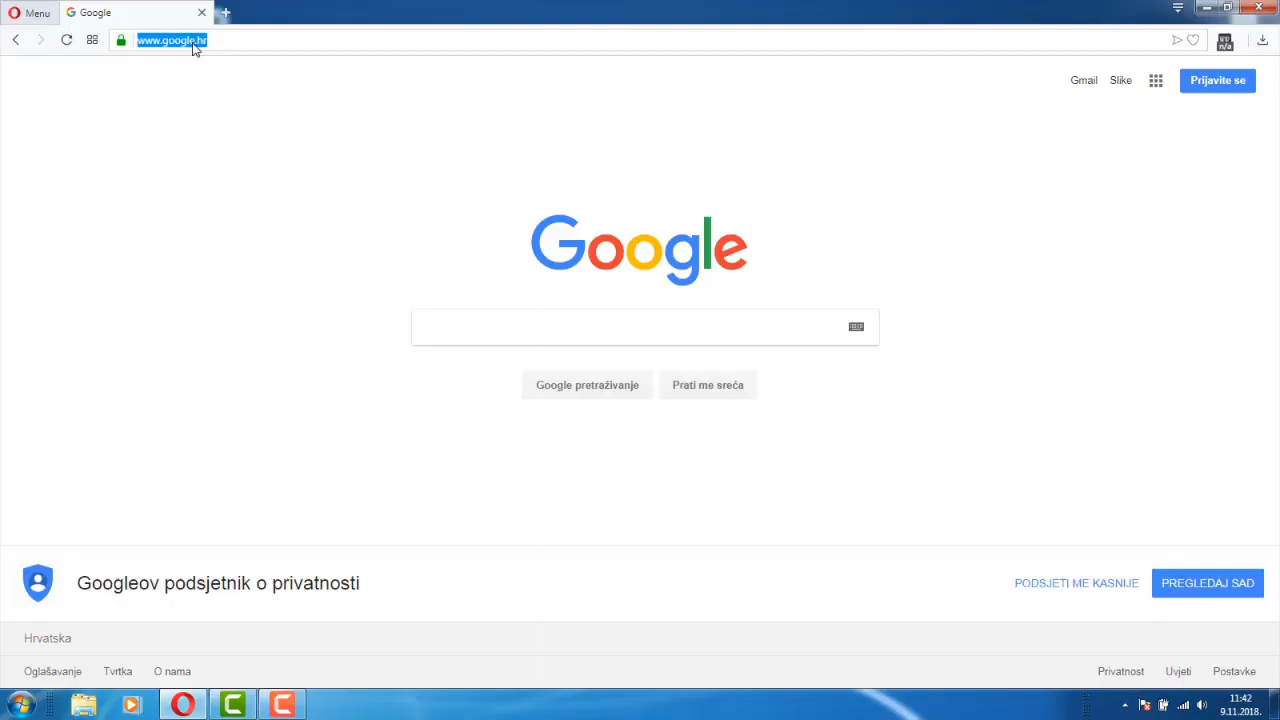 Menu
Google
www.google.hr
n/a
Gmail
Slike
Prijavite se
Google
Google pretraživanje
Prati me sreća
Googleov podsjetnik o privatnosti
PODSJETI ME KASNIJE
PREGLEDAJ SAD
Hrvatska
Oglašavanje
Tvrtka
O nama
Privatnost
Uvjeti
Postavke
11:42
9.11.2018.